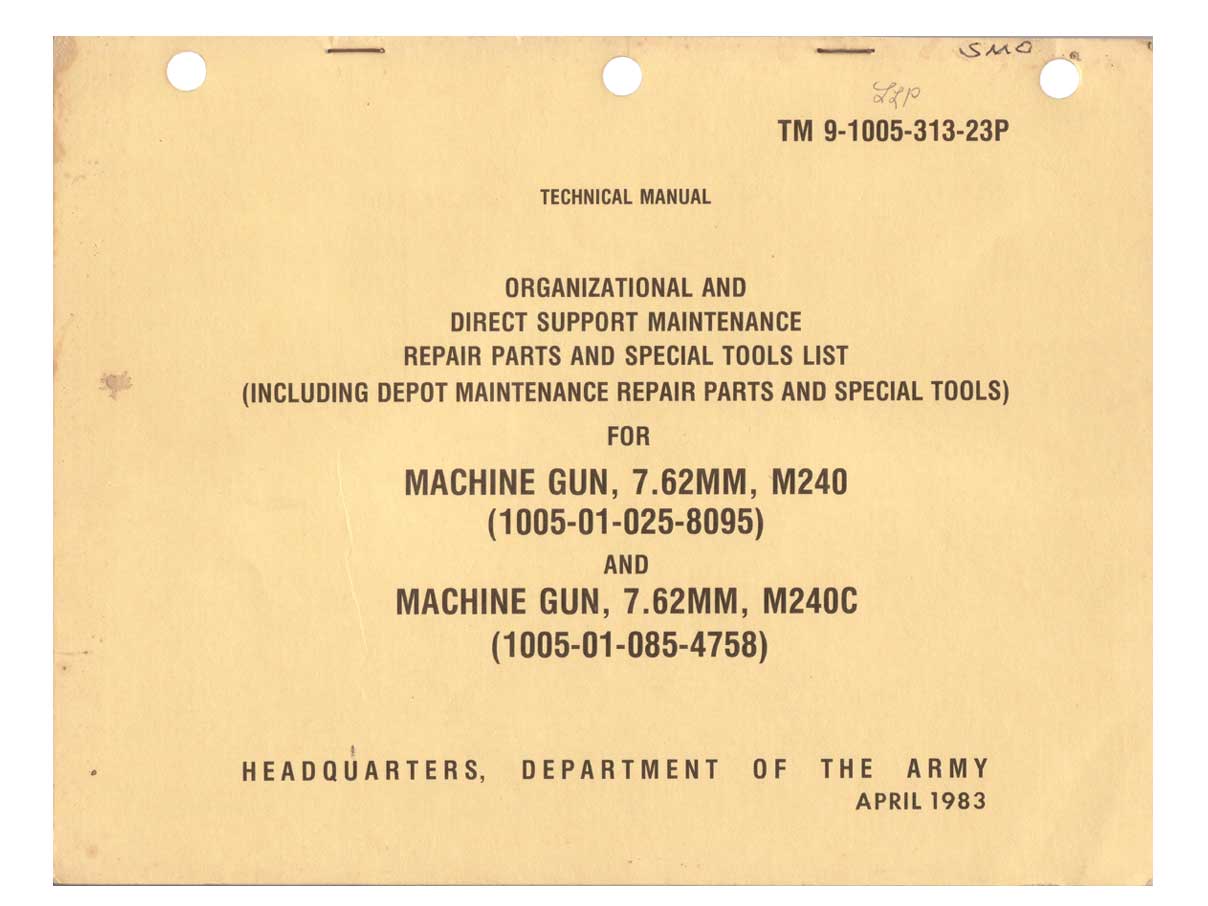 SMO
LLP
TM 9-1005-313-23P
TECHNICAL MANUAL
ORGANIZATIONAL AND
DIRECT SUPPORT MAINTENANCE
REPAIR PARTS AND SPECIAL TOOLS LIST
(INCLUDING DEPOT MAINTENANCE REPAIR PARTS AND SPECIAL TOOLS)
FOR
MACHINE GUN, 7.62MM, M240
(1005-01-025-8095)
AND
MACHINE GUN, 7.62MM, M240C
(1005-01-085-4758)
HEADQUARTERS, DEPARTMENT OF THE ARMY
APRIL 1983